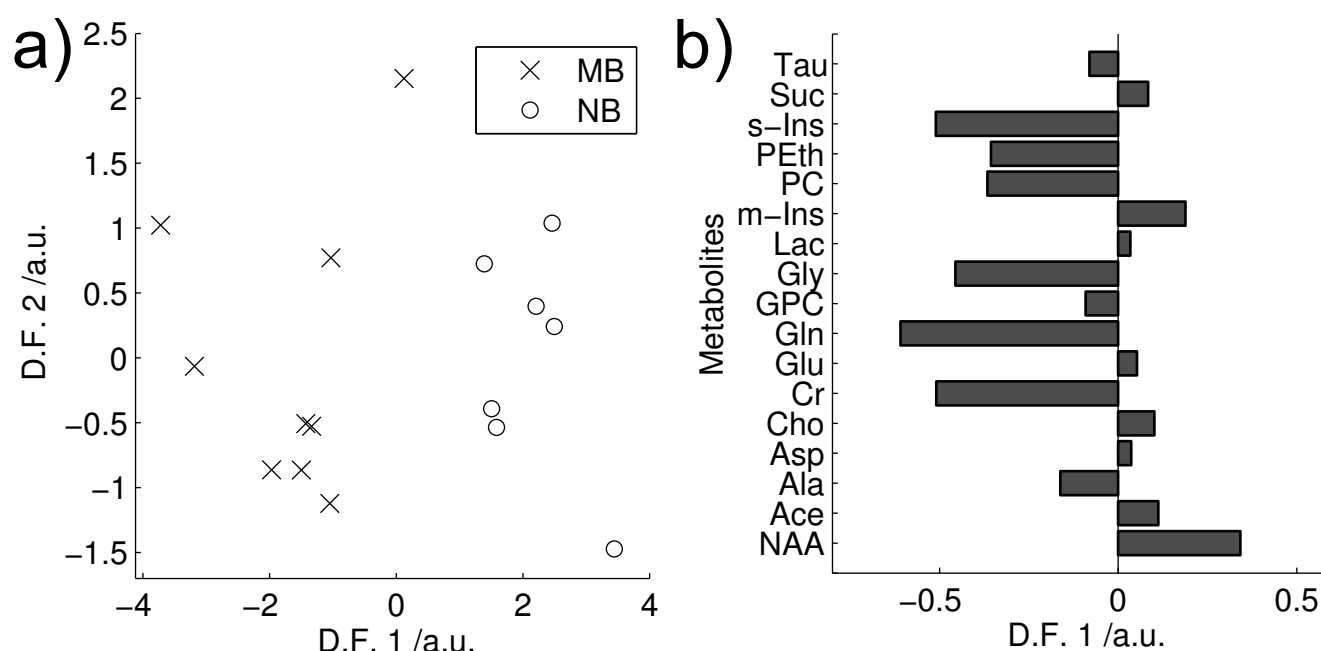 a)
2.5
2
1.5
1
0.5
0
−0.5
−1
−1.5
D.F. 2 /a.u.
−4 −2 0 2 4
D.F. 1 /a.u.
MB
NB
b)
Metabolites
Tau
Suc
s−Ins
PEth
PC
m−Ins
Lac
Gly
GPC
Gln
Glu
Cr
Cho
Asp
Ala
Ace
NAA
−0.5 0 0.5
D.F. 1 /a.u.